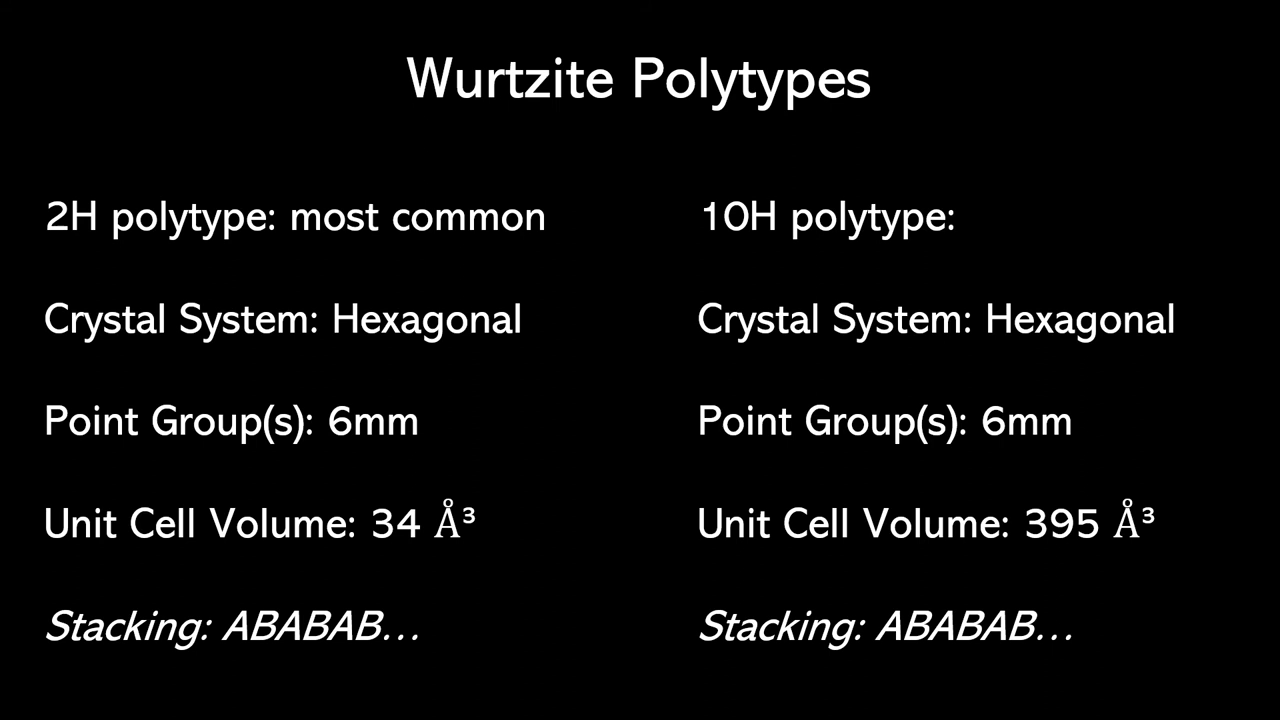 Wurtzite Polytypes
2H polytype: most common
Crystal System: Hexagonal
Point Group(s): 6mm
Unit Cell Volume: 34 Å³
Stacking: ABABAB...
10H polytype:
Crystal System: Hexagonal
Point Group(s): 6mm
Unit Cell Volume: 395 Å³
Stacking: ABABAB...